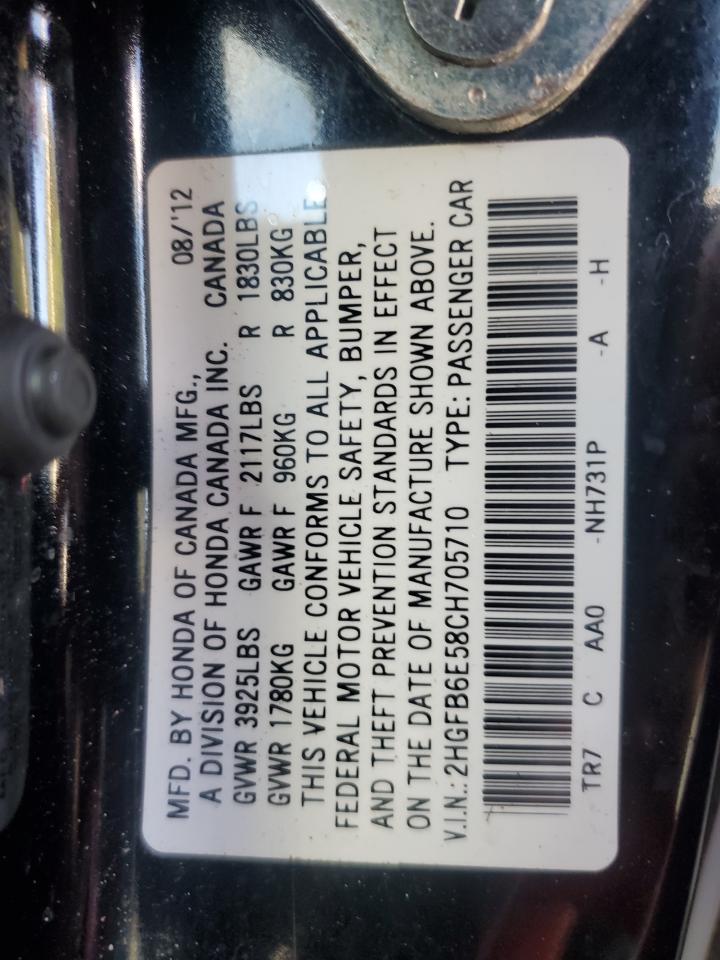 MFD. BY HONDA OF CANADA MFG., 08/'12
A DIVISION OF HONDA CANADA INC. CANADA
GVWR 3925LBS GAWR F 2117LBS R 1830LBS
GVWR 1780KG GAWR F 960KG R 830KG
THIS VEHICLE CONFORMS TO ALL APPLICABLE
FEDERAL MOTOR VEHICLE SAFETY, BUMPER,
AND THEFT PREVENTION STANDARDS IN EFFECT
ON THE DATE OF MANUFACTURE SHOWN ABOVE.
V.I.N.: 2HGFB6E58CH705710 TYPE: PASSENGER CAR
TR7 C AA0 -NH731P -A -H